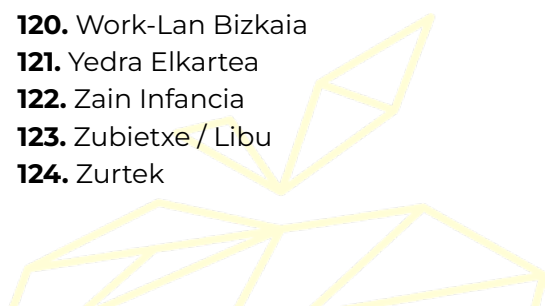 120. Work-Lan Bizkaia
121. Yedra Elkartea
122. Zain Infancia
123. Zubietxe / Libu
124. Zurtek